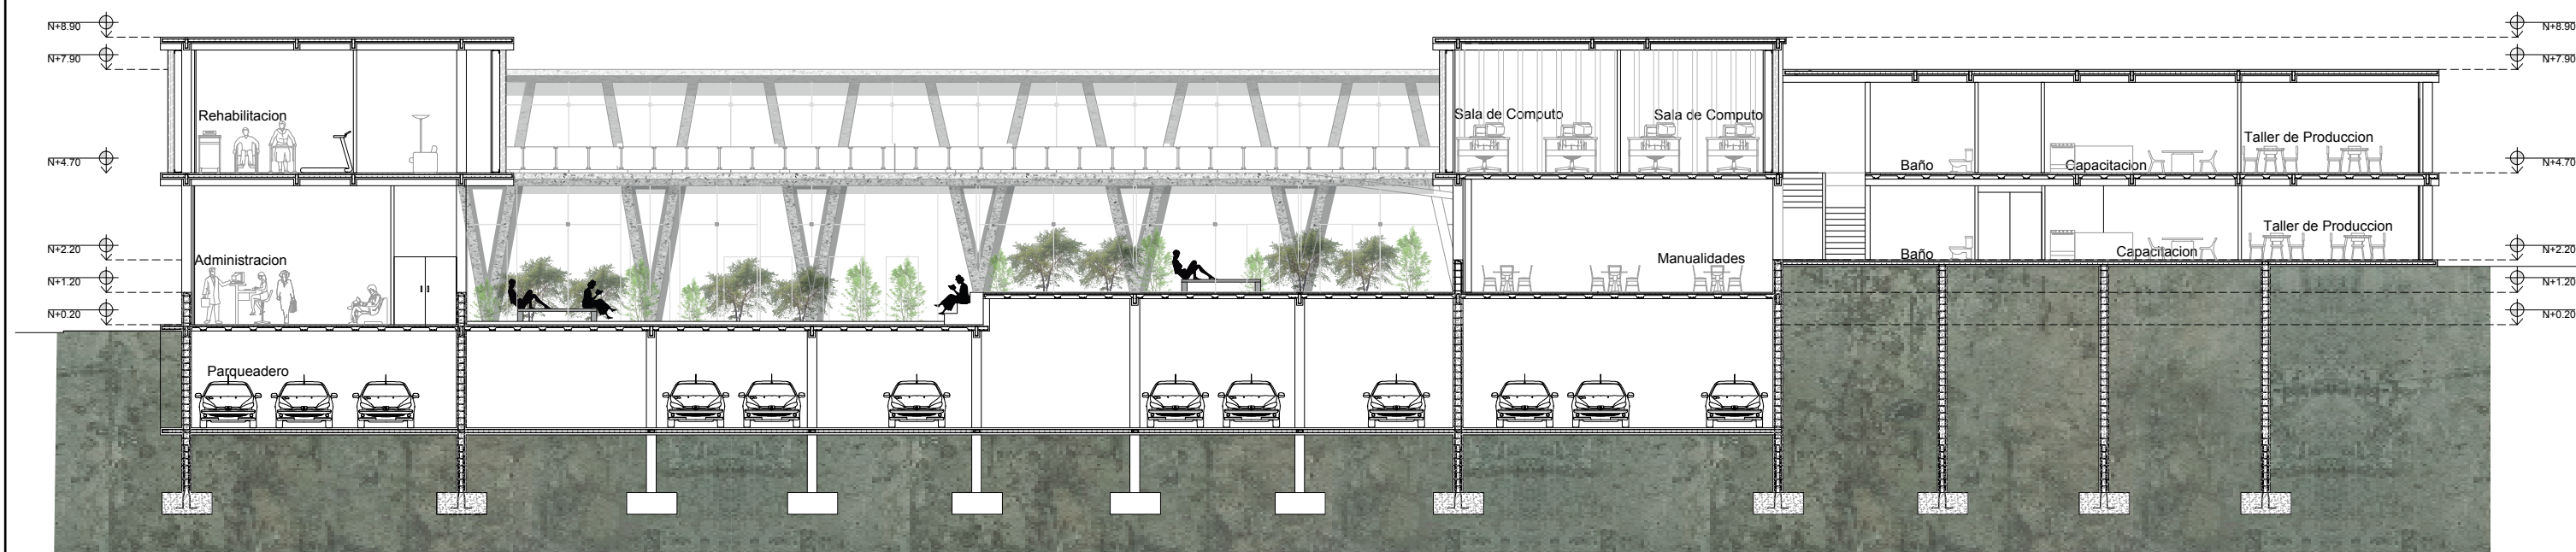 N+8.90
N+8.90
N+7.90
N+7.90
Rehabilitacion
Sala de Computo
Sala de Computo
Taller de Produccion
N+4.70
N+4.70
Baño
Capacitacion
Taller de Produccion
N+2.20
N+2.20
Administracion
Manualidades
Baño
Capacitacion
N+1.20
N+1.20
N+0.20
N+0.20
Parqueadero